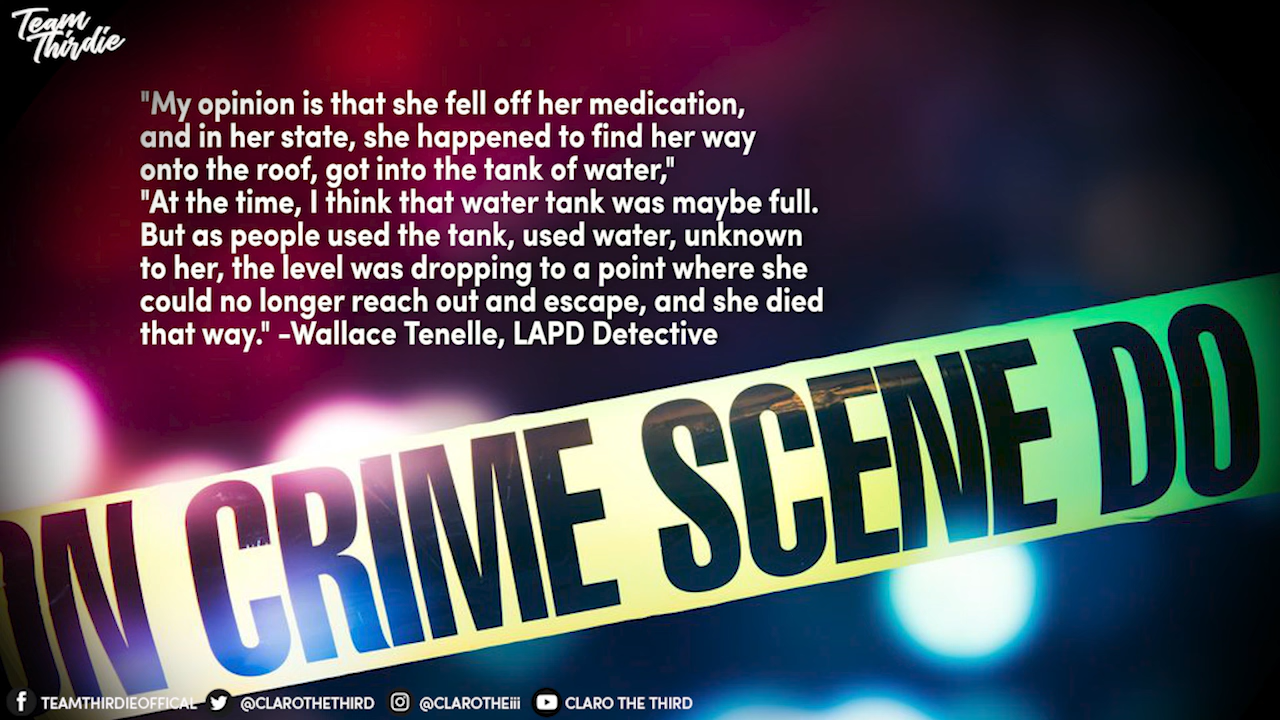 Team
Thirdie
"My opinion is that she fell off her medication,
and in her state, she happened to find her way
onto the roof, got into the tank of water,"
"At the time, I think that water tank was maybe full.
But as people used the tank, used water, unknown
to her, the level was dropping to a point where she
could no longer reach out and escape, and she died
that way." -Wallace Tenelle, LAPD Detective
ON CRIME SCENE DO
TEAMTHIRDIEOFFICAL @CLAROTHETHIRD @CLAROTHEiii CLARO THE THIRD